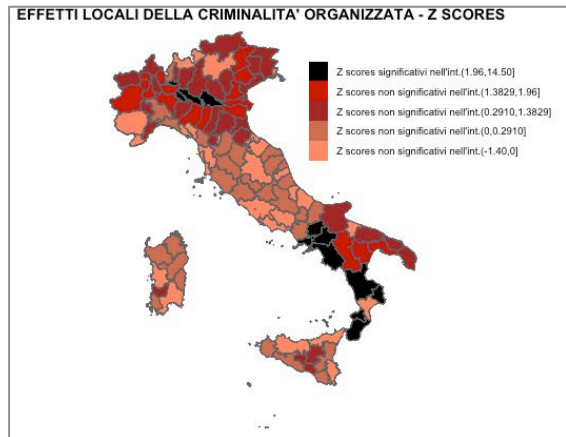 EFFETTI LOCALI DELLA CRIMINALITA' ORGANIZZATA - Z SCORES
Z scores significativi nell'int.(1.96,14.50]
Z scores non significativi nell'int.(1.3829,1.96]
Z scores non significativi nell'int.(0.2910,1.3829]
Z scores non significativi nell'int.(0,0.2910]
Z scores non significativi nell'int.(-1.40,0]